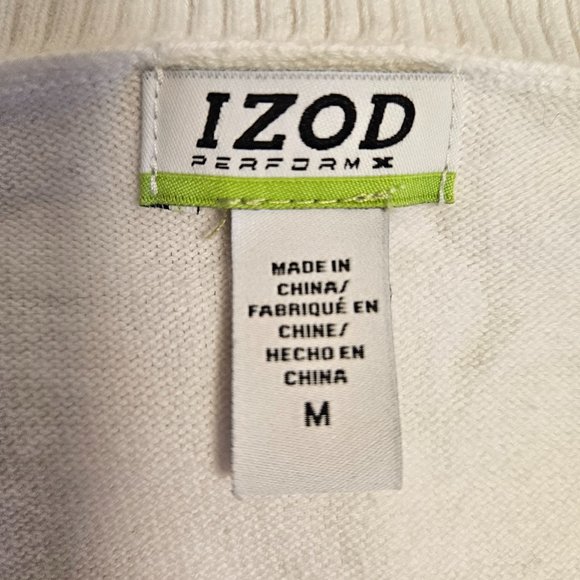 IZOD
PERFORM X
MADE IN
CHINA/
FABRIQUÉ EN
CHINE/
HECHO EN
CHINA
M